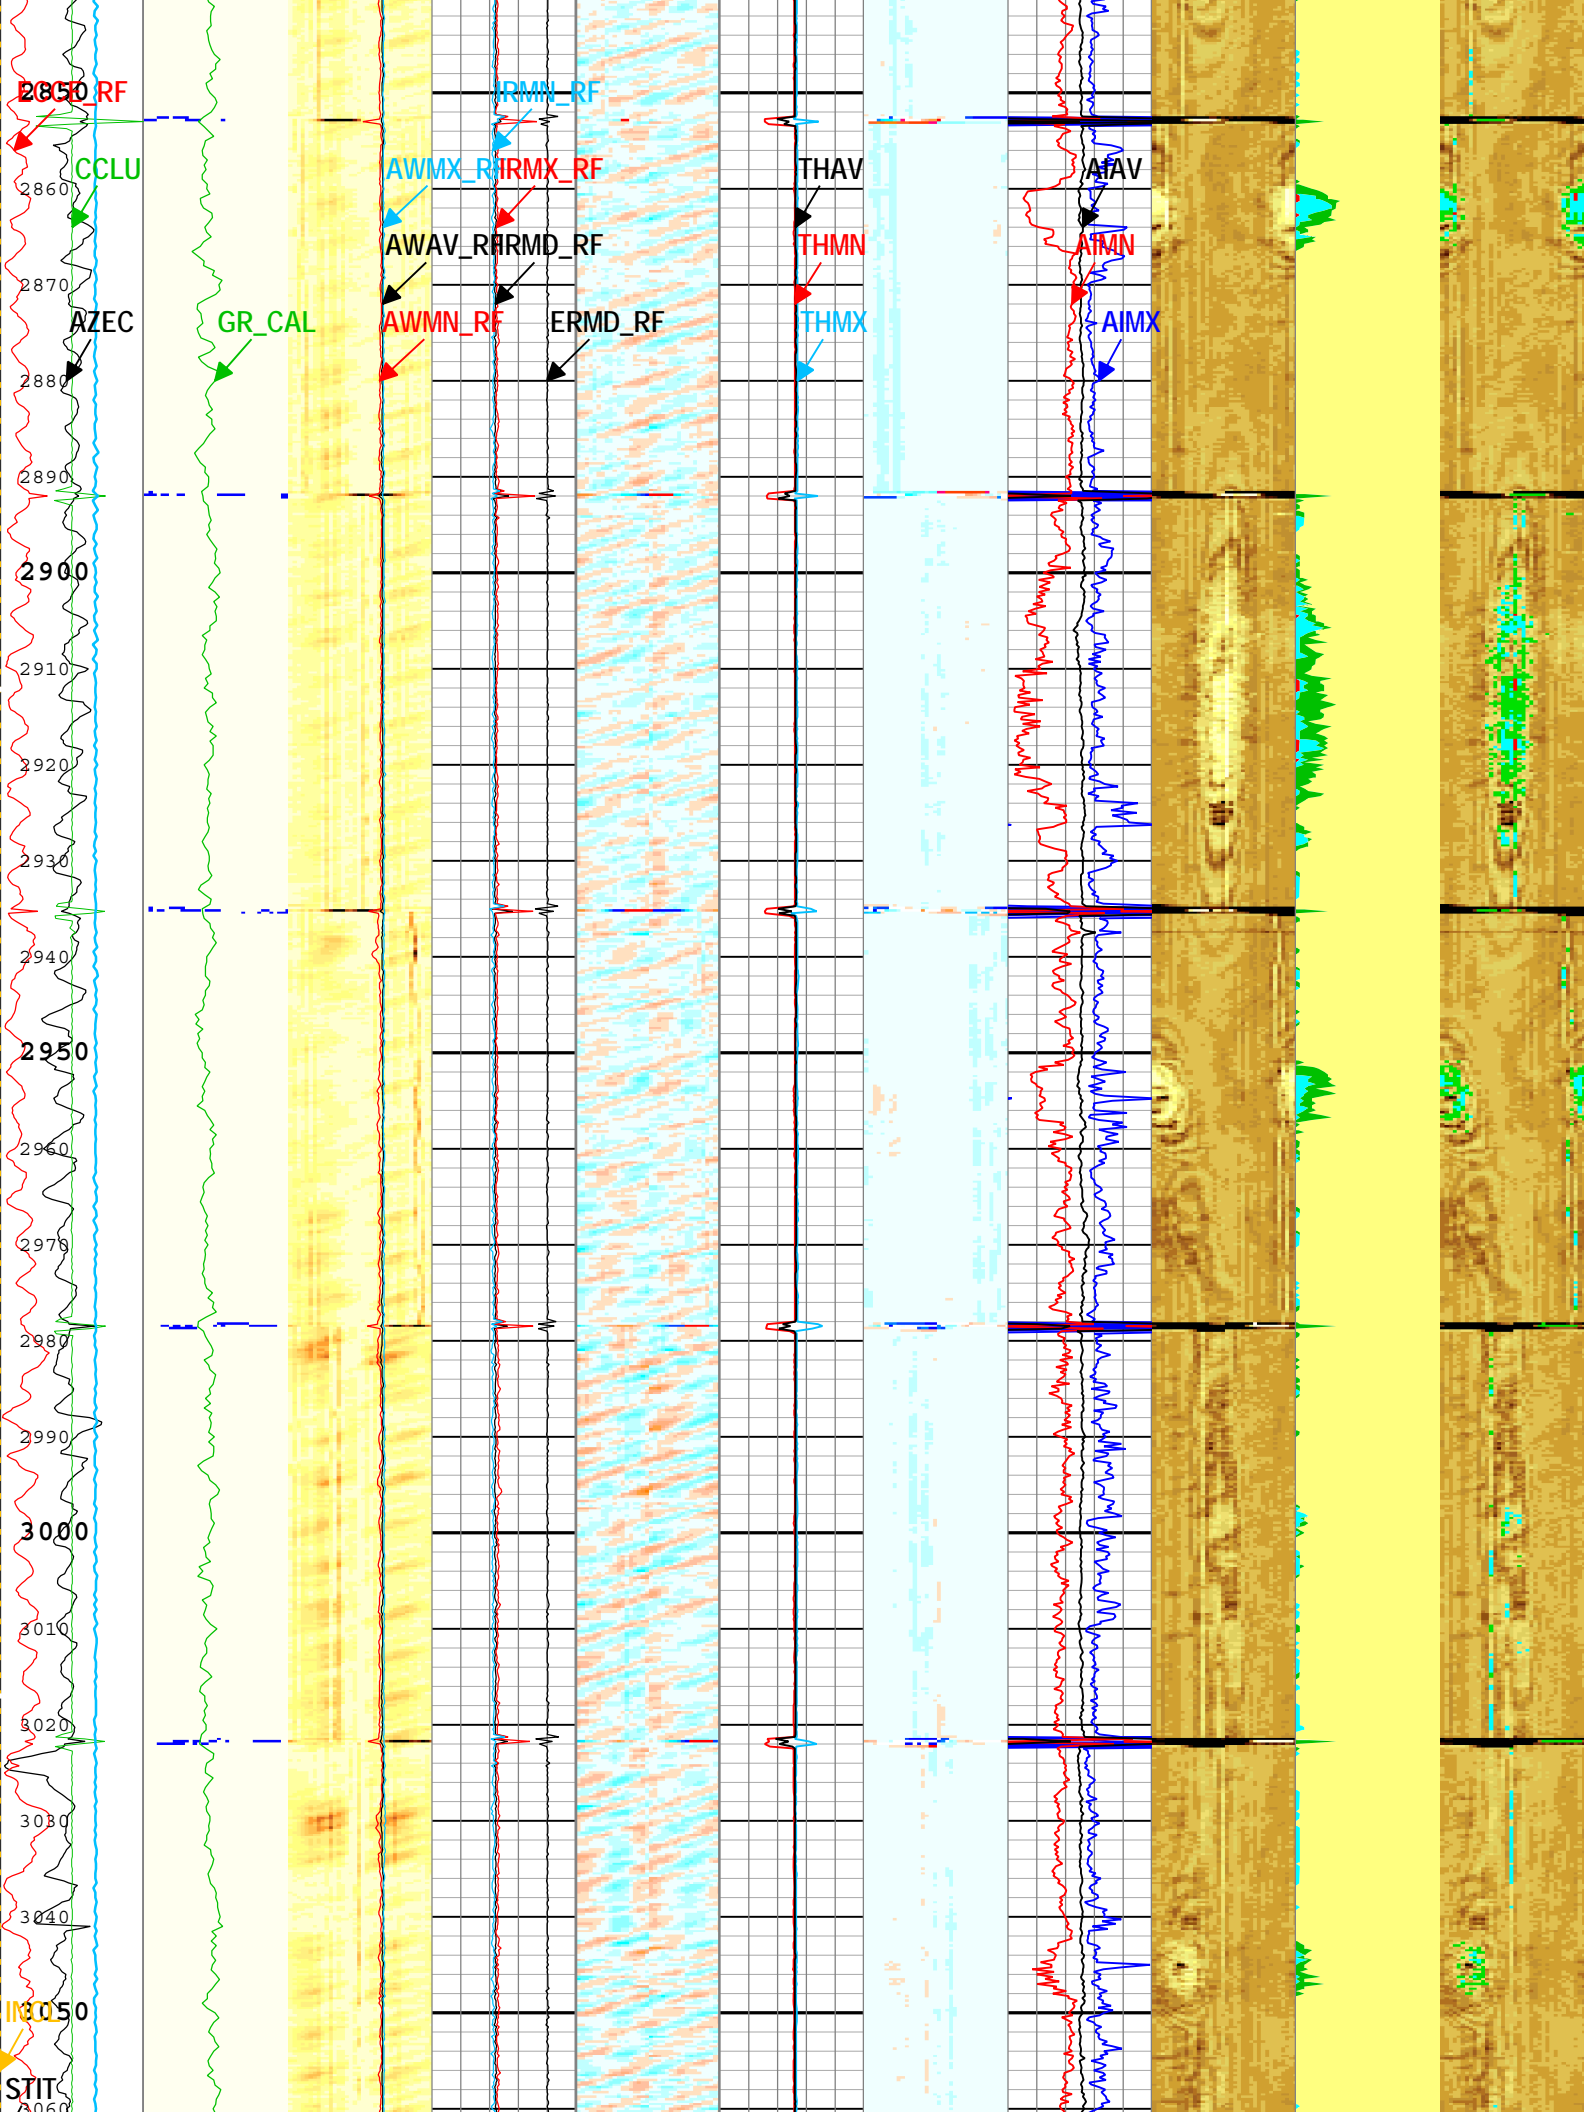 2850
ECCE_RF
IRMN_RF
CCLU
AWMX_RF
IRMX_RF
THAV
AIAV
2860
AWAV_RF
IRMD_RF
THMN
AIMN
2870
AZEC
GR_CAL
AWMN_RF
ERMD_RF
THMX
AIMX
2880
2890
2900
2910
2920
2930
2940
2950
2960
2970
2980
2990
3000
3010
3020
3030
3040
INCL
3050
STIT
3060